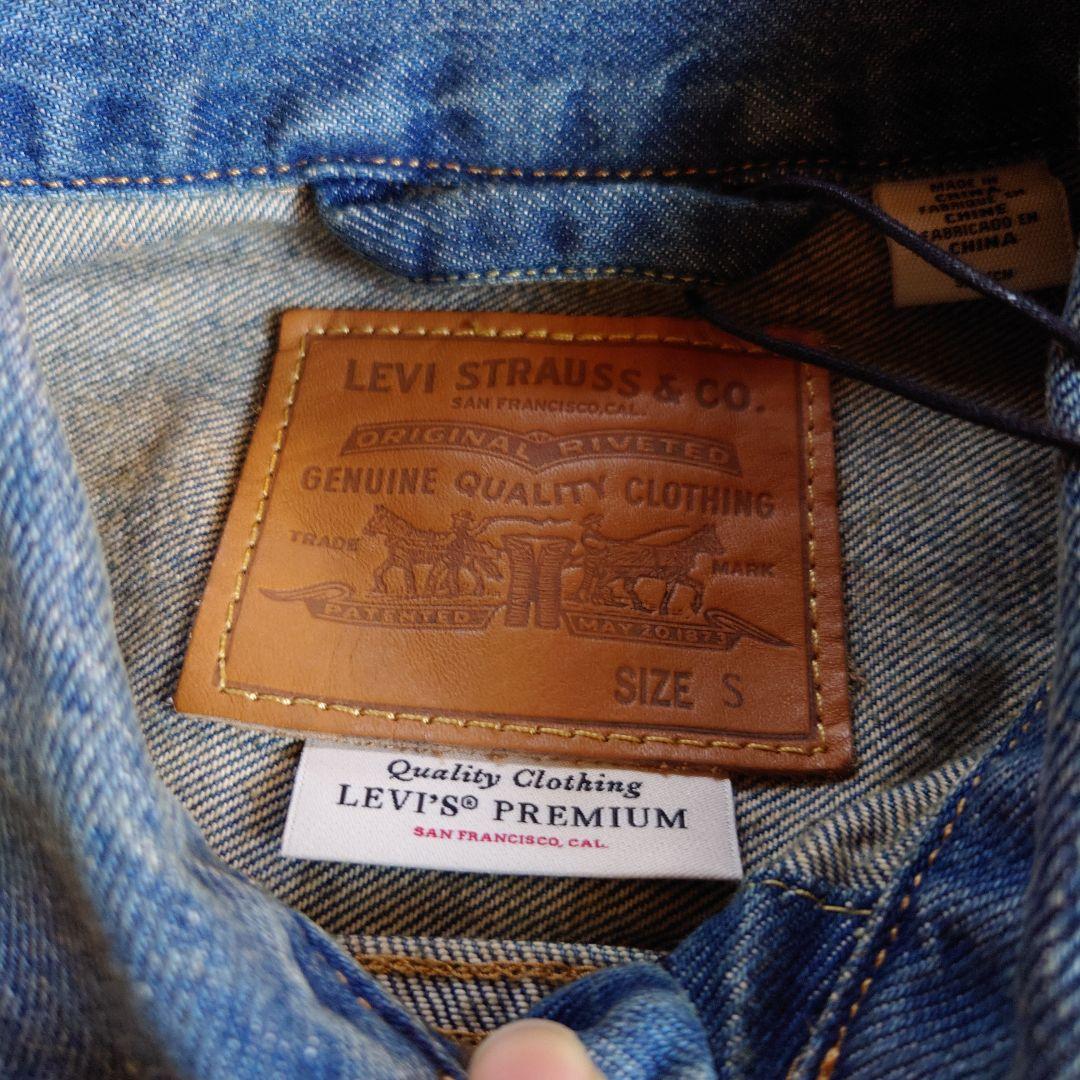 MADE IN
CHINA
FABRIQUÉ EN
CHINE
FABRICADO EN
CHINA
LEVI STRAUSS & CO.
SAN FRANCISCO, CAL.
ORIGINAL RIVETED
GENUINE QUALITY CLOTHING
TRADE MARK
PATENTED MAY 20, 1873
SIZE S
Quality Clothing
LEVI'S® PREMIUM
SAN FRANCISCO, CAL.